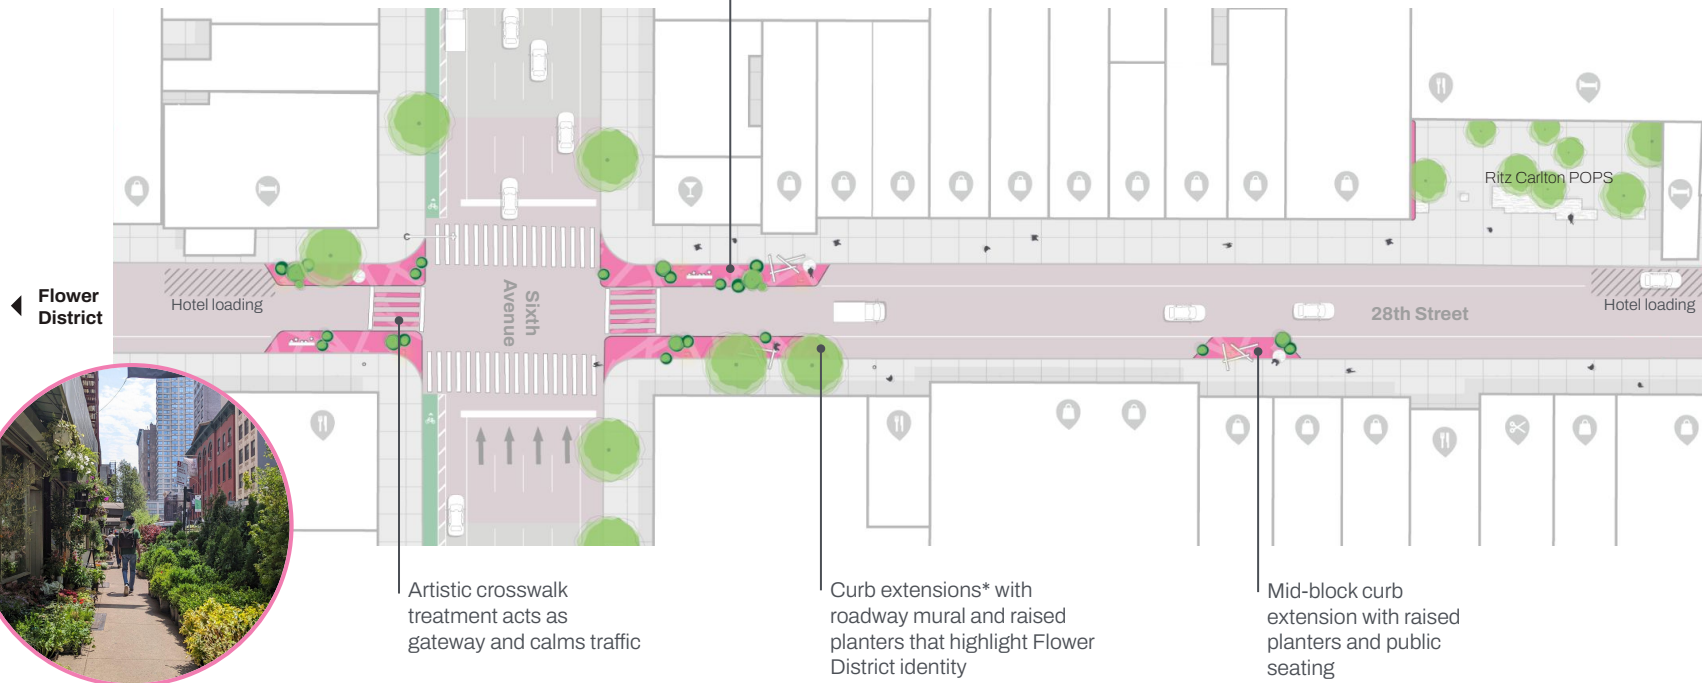 Ritz Carlton POPS
Flower
District
Hotel loading
Sixth
Avenue
28th Street
Hotel loading
Artistic crosswalk
treatment acts as
gateway and calms traffic
Curb extensions* with
roadway mural and raised
planters that highlight Flower
District identity
Mid-block curb
extension with raised
planters and public
seating